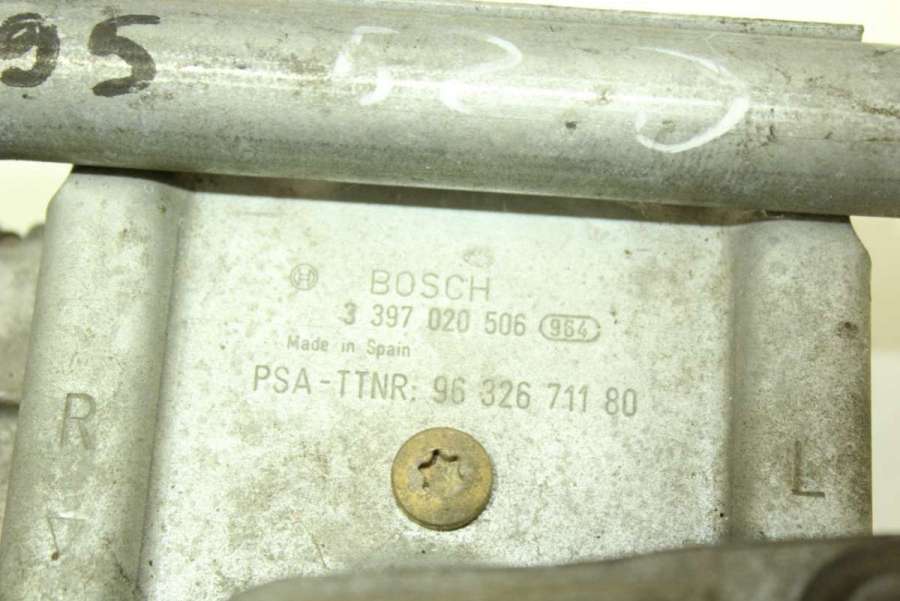 95
BOSCH
3 397 020 506 964
Made in Spain
PSA-TTNR: 96 326 711 80
R
L